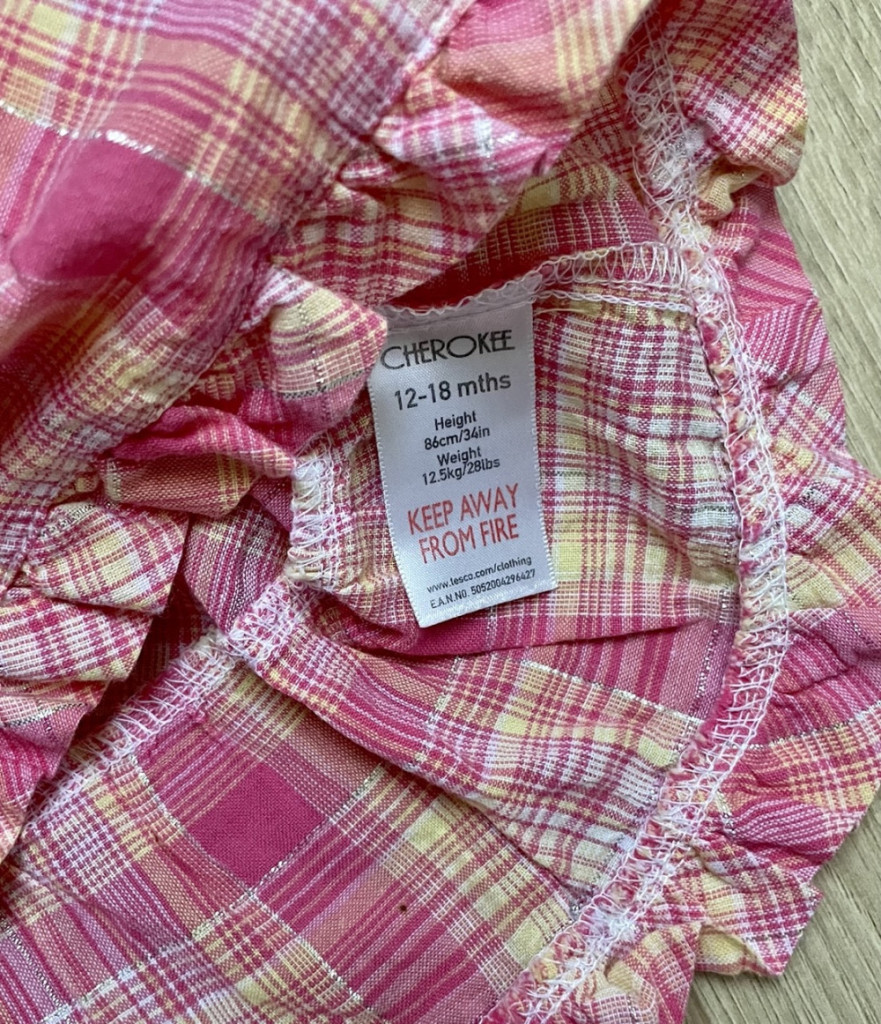 CHEROKEE
12-18 mths
Height
86cm/34in
Weight
12.5kg/28lbs
KEEP AWAY
FROM FIRE
www.tesco.com/clothing
E.A.N.NO. 5052004296427